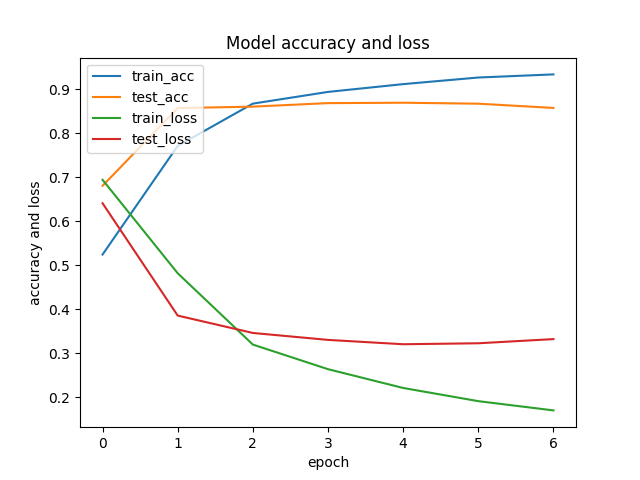 Model accuracy and loss
train_acc
test_acc
train_loss
test_loss
accuracy and loss
0.9
0.8
0.7
0.6
0.5
0.4
0.3
0.2
0 1 2 3 4 5 6
epoch